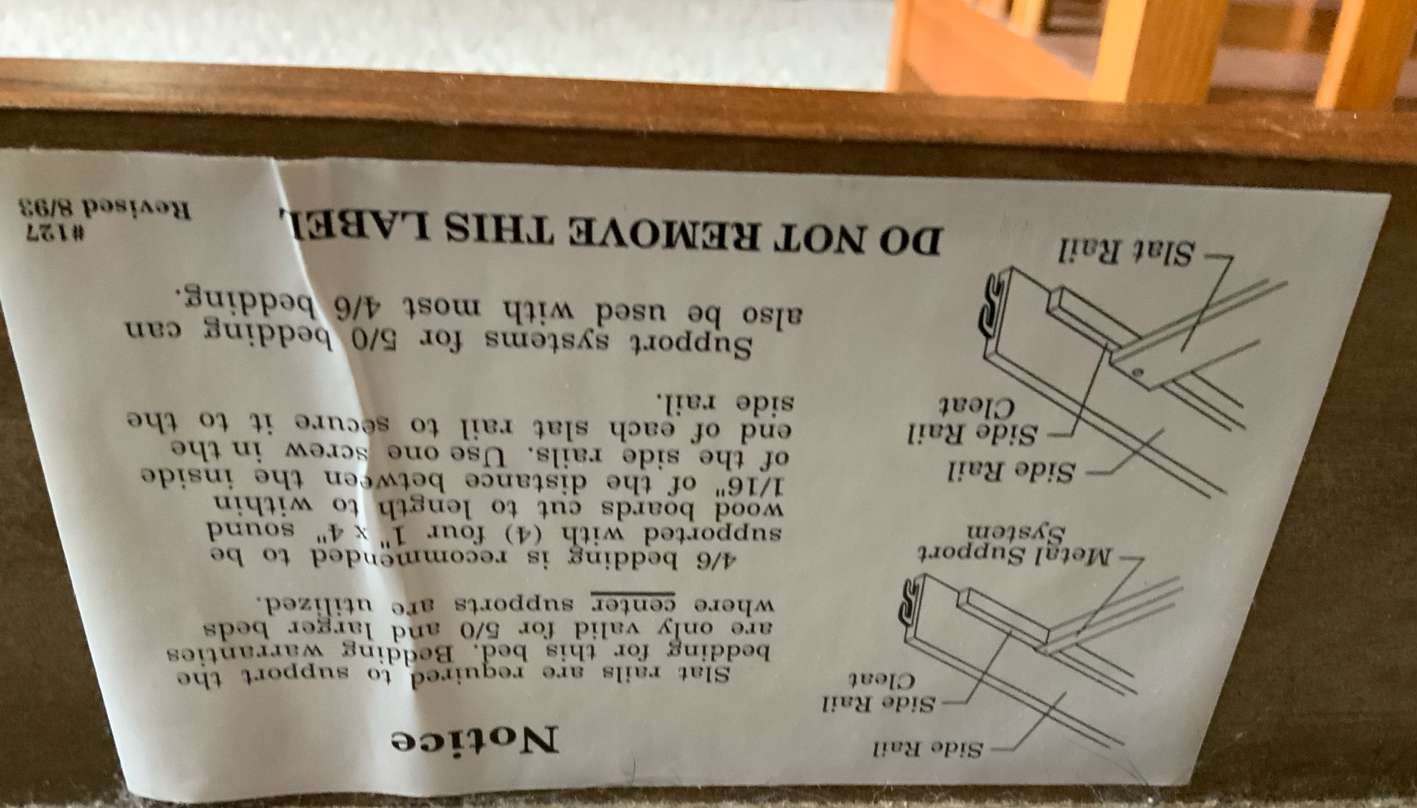 Notice
Slat rails are required to support the
bedding for this bed. Bedding warranties
are only valid for 5/0 and larger beds
where center supports are utilized.
4/6 bedding is recommended to be
supported with (4) four 1" x 4" sound
wood boards cut to length to within
1/16" of the distance between the inside
of the side rails. Use one screw in the
end of each slat rail to secure it to the
side rail.
Support systems for 5/0 bedding can
also be used with most 4/6 bedding.
DO NOT REMOVE THIS LABEL
#127
Revised 8/93
Side Rail
Side Rail
Cleat
Metal Support
System
Side Rail
Side Rail
Cleat
Slat Rail